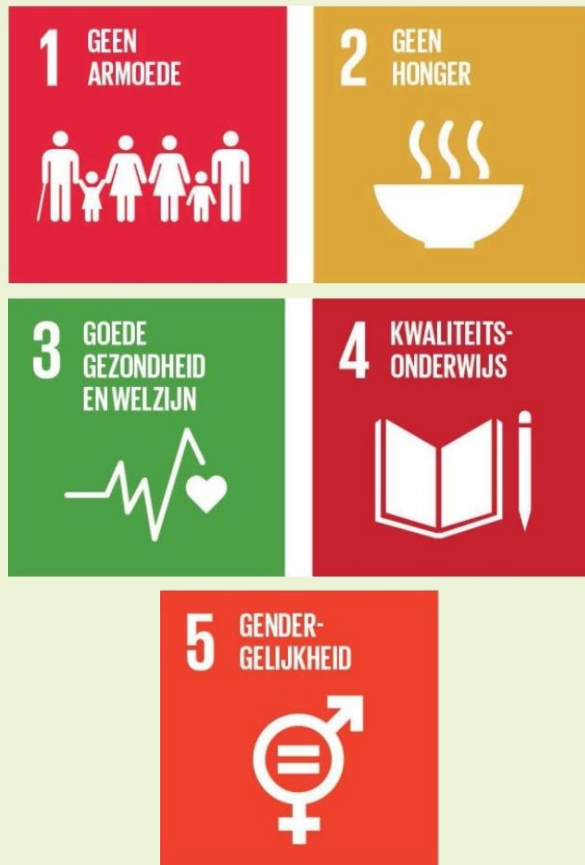 1 GEEN
ARMOEDE
2 GEEN
HONGER
3 GOEDE
GEZONDHEID
EN WELZIJN
4 KWALITEITS-
ONDERWIJS
5 GENDER-
GELIJKHEID